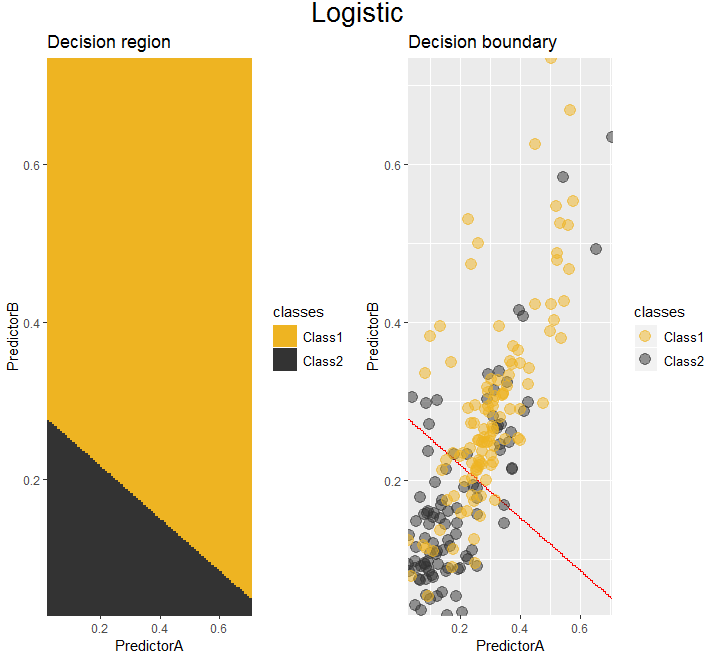 Logistic
Decision region
PredictorB
0.6
0.4
0.2
0.2 0.4 0.6
PredictorA
classes
Class1
Class2
Decision boundary
PredictorB
0.6
0.4
0.2
0.2 0.4 0.6
PredictorA
classes
Class1
Class2